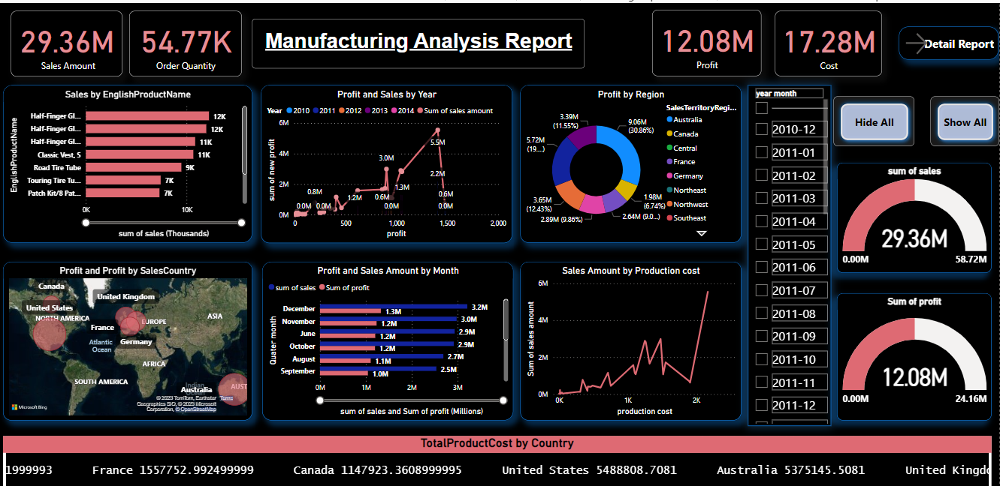 29.36M
Sales Amount
54.77K
Order Quantity
Manufacturing Analysis Report
12.08M
Profit
17.28M
Cost
Detail Report
Sales by EnglishProductName
EnglishProductName
Half-Finger Gl... 12K
Half-Finger Gl... 12K
Half-Finger Gl... 11K
Classic Vest, S 11K
Road Tire Tube 9K
Touring Tire Tu... 7K
Patch Kit/8 Pat... 7K
0K 10K
sum of sales (Thousands)
Profit and Sales by Year
Year 2010 2011 2012 2013 2014 Sum of sales amount
sum of new profit
6M
4M
2M
0M
5.5M
3.0M
2.2M
1.3M
0.8M
1.2M
0.6M
0.6M
0.0M 0.0M 0.0M 0.0M
0 500 1,000 1,500 2,000
profit
Profit by Region
9.06M
(30.86%)
1.98M
(6.74%)
2.64M (9.0...)
2.89M (9.86%)
3.65M
(12.43%)
5.72M
(19....)
3.39M
(11.55%)
SalesTerritoryRegi...
Australia
Canada
Central
France
Germany
Northeast
Northwest
Southeast
year month
2010-12
2011-01
2011-02
2011-03
2011-04
2011-05
2011-06
2011-07
2011-08
2011-09
2011-10
2011-11
2011-12
Hide All
Show All
sum of sales
29.36M
0.00M 58.72M
Profit and Profit by SalesCountry
Canada
United Kingdom
United States
NORTH AMERICA
EUROPE
ASIA
France
Germany
Atlantic
Ocean
AFRICA
SOUTH AMERICA
Indian
Australia
AUST
© 2023 TomTom, Earthstar Terms
Geographics SIO, © 2023 Microsoft
Corporation, © OpenStreetMap
Microsoft Bing
Profit and Sales Amount by Month
sum of sales Sum of profit
Quater month
December 3.2M
1.3M
November 3.0M
1.2M
June 2.9M
1.2M
October 2.9M
1.2M
August 2.7M
1.1M
September 2.5M
1.0M
0M 1M 2M 3M
sum of sales and Sum of profit (Millions)
Sales Amount by Production cost
Sum of sales amount
6M
4M
2M
0M
0K 1K 2K
production cost
Sum of profit
12.08M
0.00M 24.16M
TotalProductCost by Country
1999993 France 1557752.992499999 Canada 1147923.3608999995 United States 5488808.7081 Australia 5375145.5081 United Kingdo